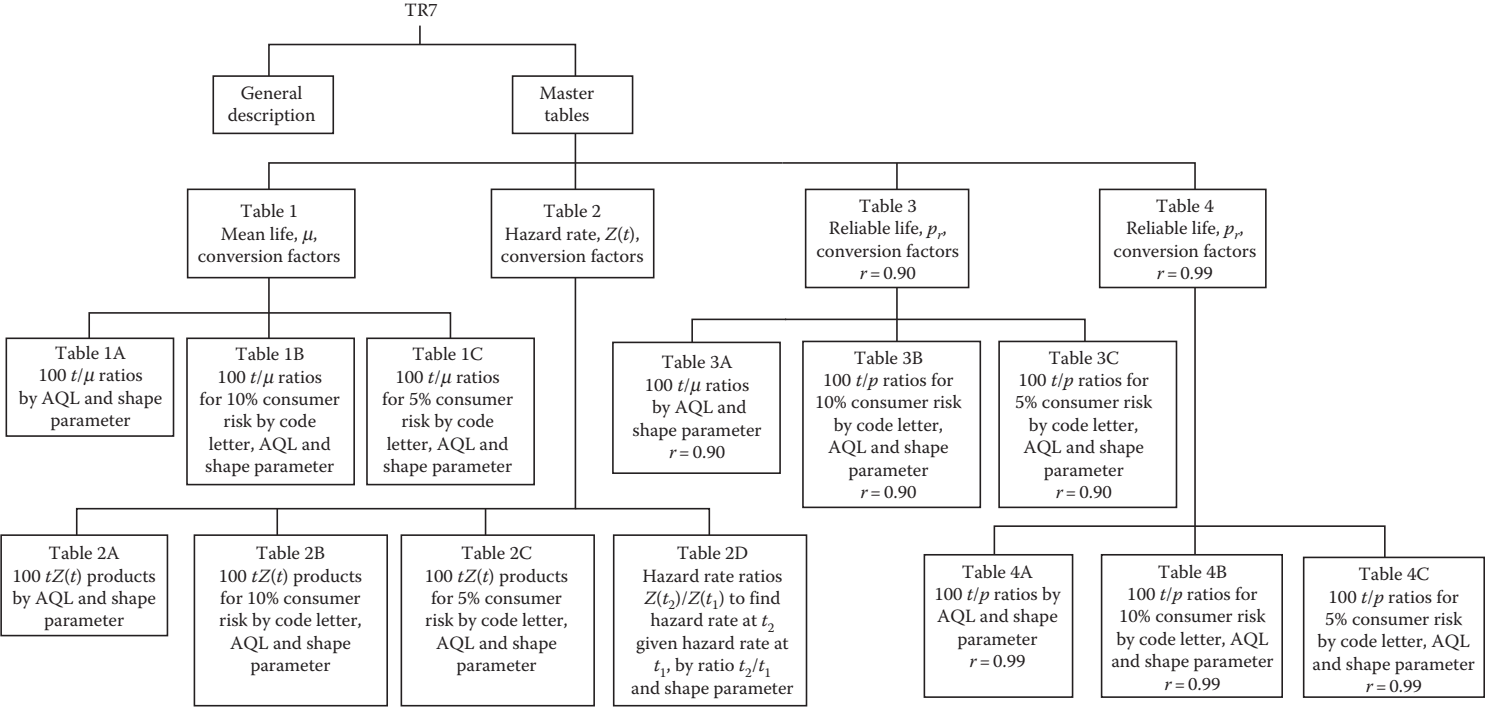 TR7
General
description
Master
tables
Table 1
Mean life, μ,
conversion factors
Table 2
Hazard rate, Z(t),
conversion factors
Table 3
Reliable life, pᵣ,
conversion factors
r = 0.90
Table 4
Reliable life, pᵣ,
conversion factors
r = 0.99
Table 1A
100 t/μ ratios
by AQL and shape
parameter
Table 1B
100 t/μ ratios
for 10% consumer
risk by code
letter, AQL and
shape parameter
Table 1C
100 t/μ ratios
for 5% consumer
risk by code
letter, AQL and
shape parameter
Table 3A
100 t/μ ratios
by AQL and
shape parameter
r = 0.90
Table 3B
100 t/p ratios for
10% consumer risk
by code letter,
AQL and shape
parameter
r = 0.90
Table 3C
100 t/p ratios for
5% consumer risk
by code letter,
AQL and shape
parameter
r = 0.90
Table 2A
100 tZ(t) products
by AQL and shape
parameter
Table 2B
100 tZ(t) products
for 10% consumer
risk by code letter,
AQL and shape
parameter
Table 2C
100 tZ(t) products
for 5% consumer
risk by code letter,
AQL and shape
parameter
Table 2D
Hazard rate ratios
Z(t₂)/Z(t₁) to find
hazard rate at t₂
given hazard rate at
t₁, by ratio t₂/t₁
and shape parameter
Table 4A
100 t/p ratios by
AQL and shape
parameter
r = 0.99
Table 4B
100 t/p ratios for
10% consumer risk
by code letter, AQL
and shape parameter
r = 0.99
Table 4C
100 t/p ratios for
5% consumer risk
by code letter, AQL
and shape parameter
r = 0.99